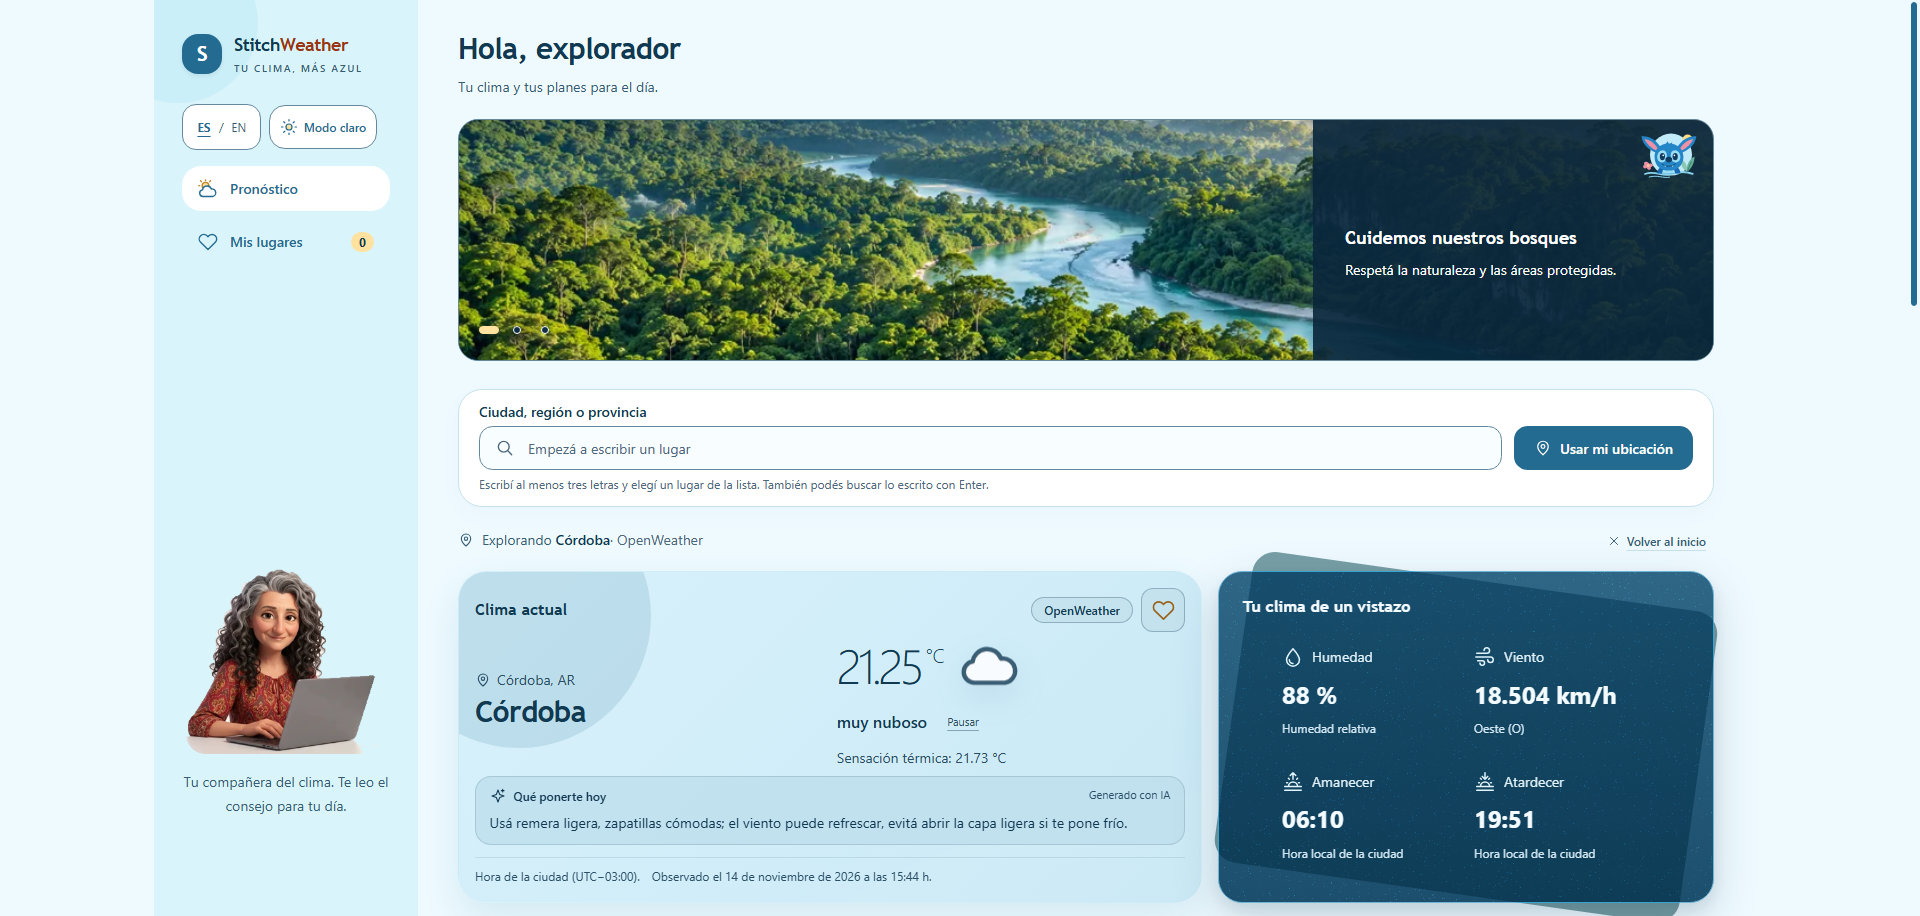 S
StitchWeather
TU CLIMA, MÁS AZUL
ES / EN
Modo claro
Pronóstico
Mis lugares
0
Tu compañera del clima. Te leo el
consejo para tu día.
Hola, explorador
Tu clima y tus planes para el día.
Cuidemos nuestros bosques
Respetá la naturaleza y las áreas protegidas.
Ciudad, región o provincia
Empezá a escribir un lugar
Usar mi ubicación
Escribí al menos tres letras y elegí un lugar de la lista. También podés buscar lo escrito con Enter.
Explorando Córdoba· OpenWeather
Volver al inicio
Clima actual
OpenWeather
Córdoba, AR
Córdoba
21.25 °C
muy nuboso
Pausar
Sensación térmica: 21.73 °C
Qué ponerte hoy
Generado con IA
Usá remera ligera, zapatillas cómodas; el viento puede refrescar, evitá abrir la capa ligera si te pone frío.
Hora de la ciudad (UTC−03:00). Observado el 14 de noviembre de 2026 a las 15:44 h.
Tu clima de un vistazo
Humedad
88 %
Humedad relativa
Viento
18.504 km/h
Oeste (O)
Amanecer
06:10
Hora local de la ciudad
Atardecer
19:51
Hora local de la ciudad